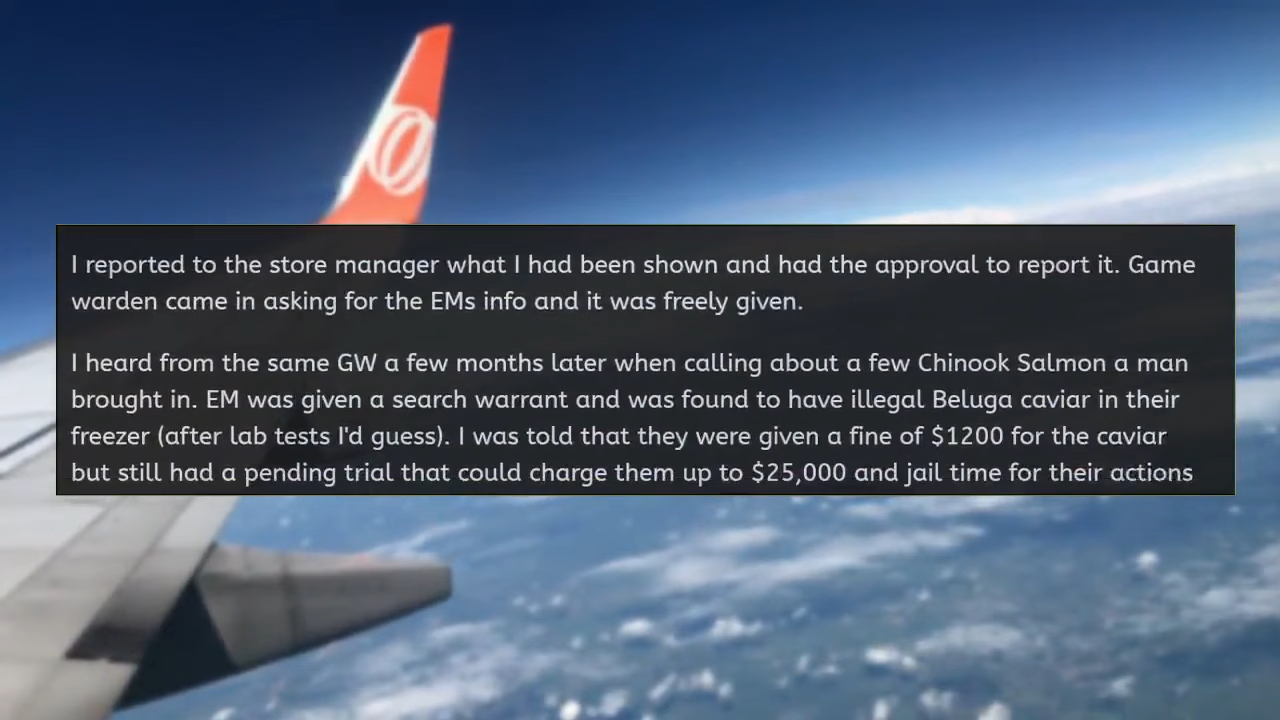 I reported to the store manager what I had been shown and had the approval to report it. Game
warden came in asking for the EMs info and it was freely given.
I heard from the same GW a few months later when calling about a few Chinook Salmon a man
brought in. EM was given a search warrant and was found to have illegal Beluga caviar in their
freezer (after lab tests I'd guess). I was told that they were given a fine of $1200 for the caviar
but still had a pending trial that could charge them up to $25,000 and jail time for their actions